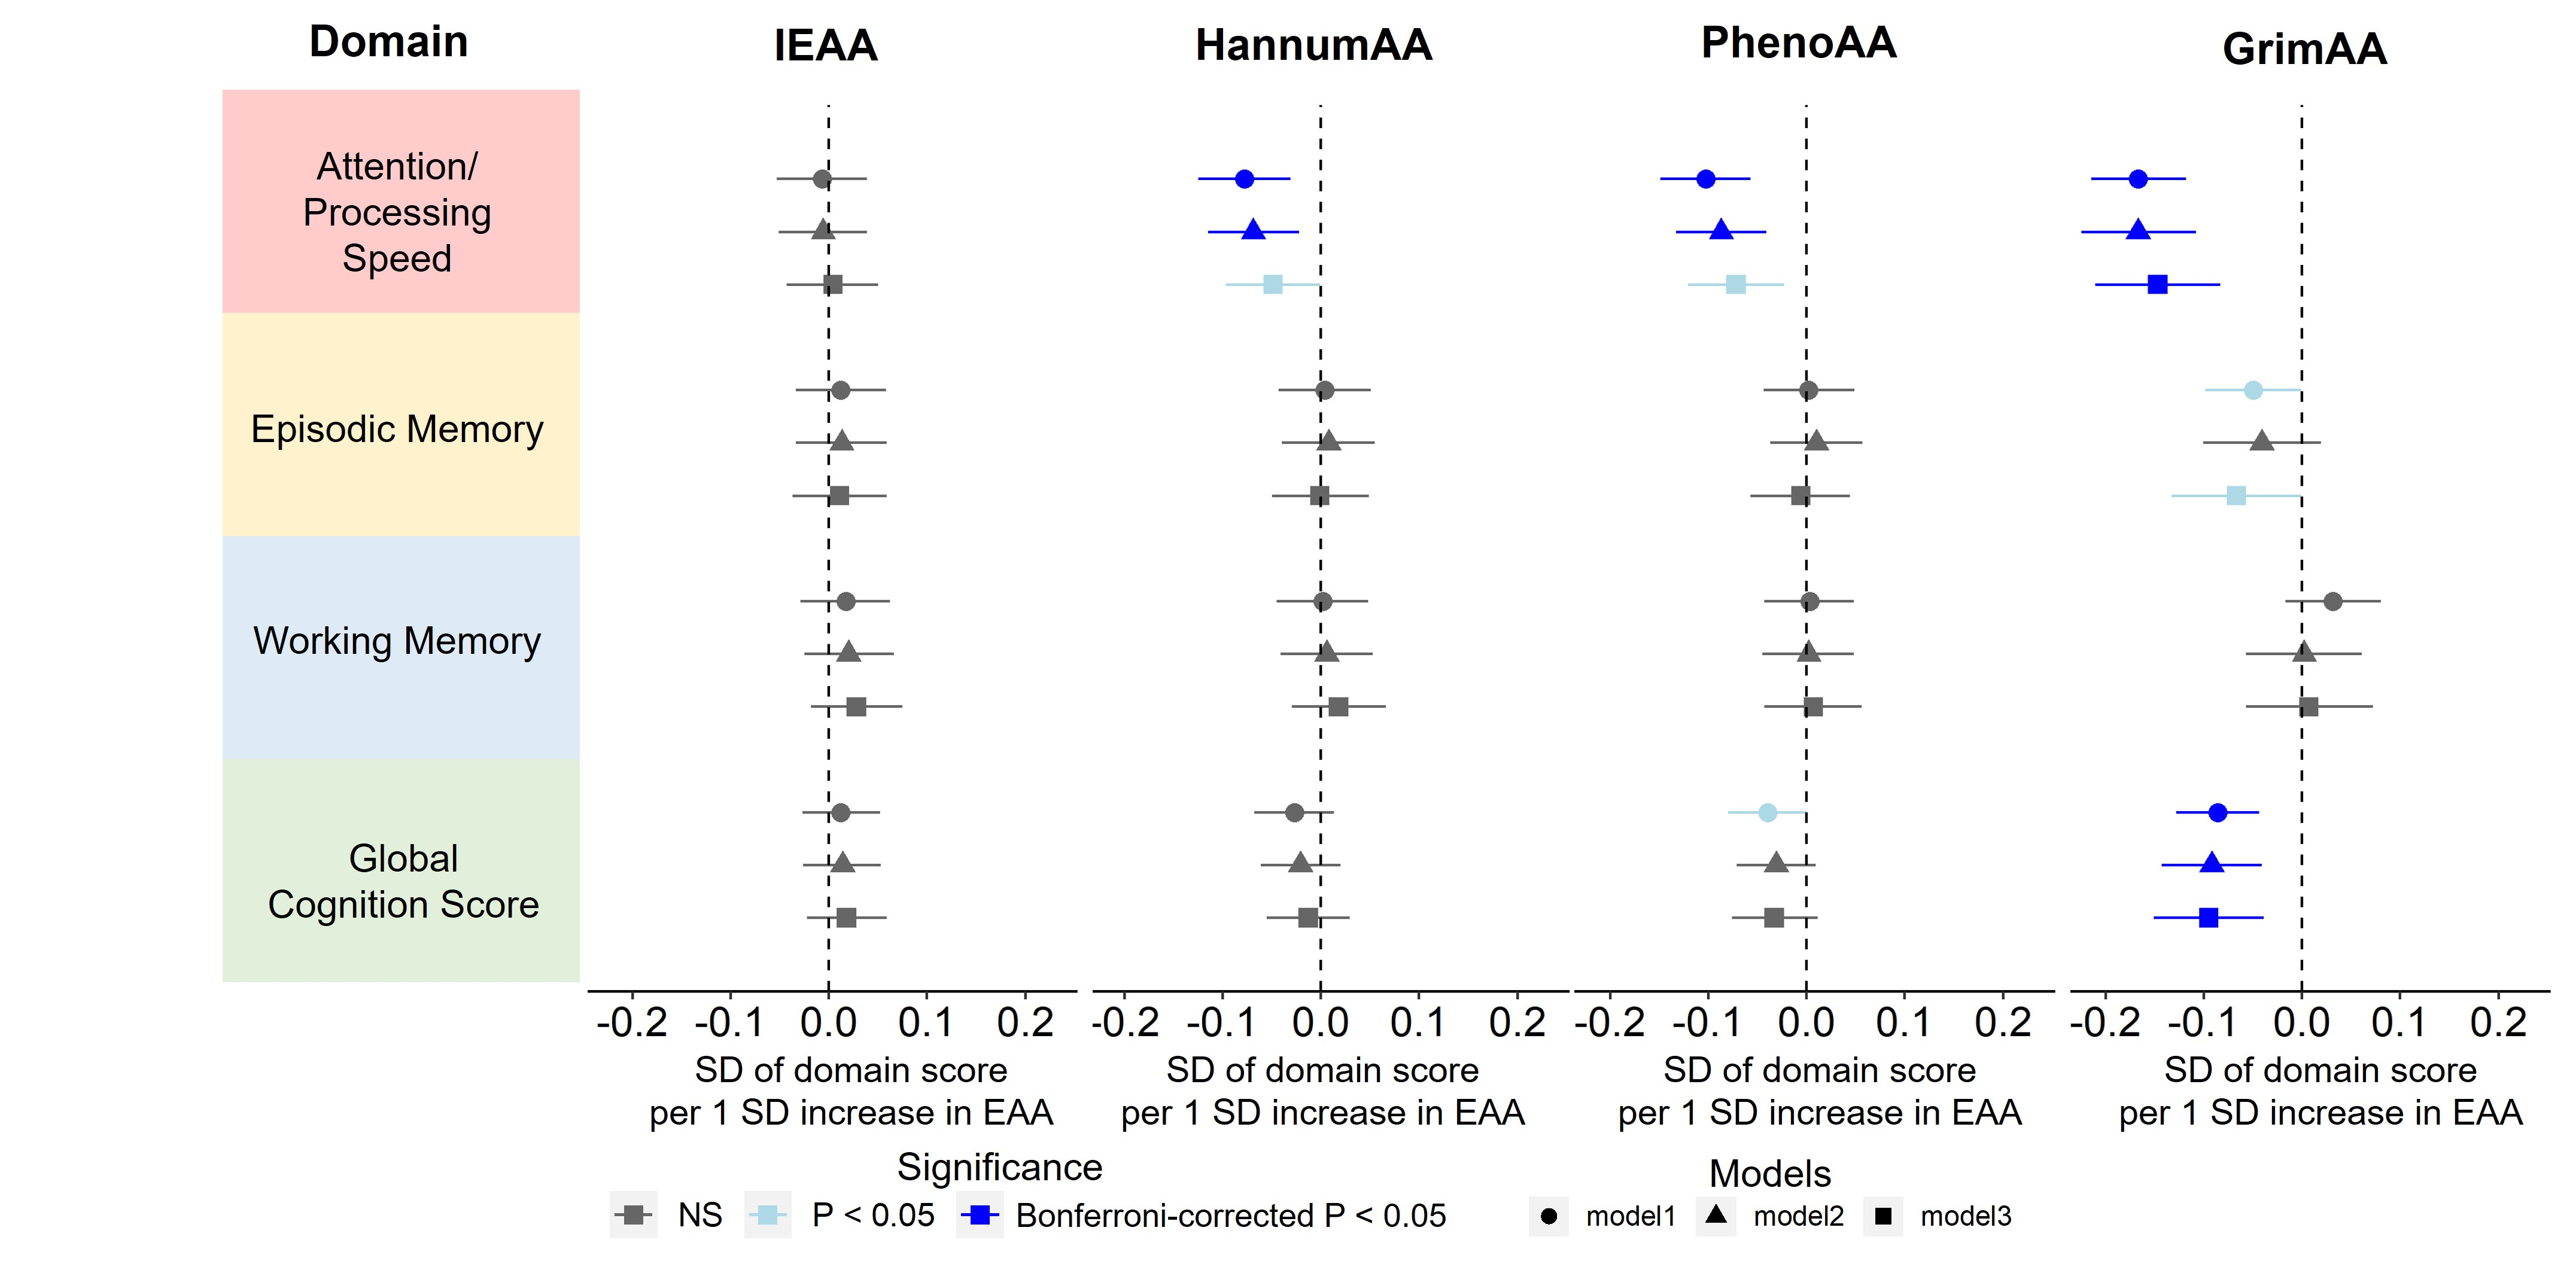 Domain
IEAA
HannumAA
PhenoAA
GrimAA
Attention/
Processing
Speed
Episodic Memory
Working Memory
Global
Cognition Score
-0.2 -0.1 0.0 0.1 0.2
-0.2 -0.1 0.0 0.1 0.2
-0.2 -0.1 0.0 0.1 0.2
-0.2 -0.1 0.0 0.1 0.2
SD of domain score
per 1 SD increase in EAA
SD of domain score
per 1 SD increase in EAA
SD of domain score
per 1 SD increase in EAA
SD of domain score
per 1 SD increase in EAA
Significance
NS P < 0.05 Bonferroni-corrected P < 0.05
Models
model1 model2 model3